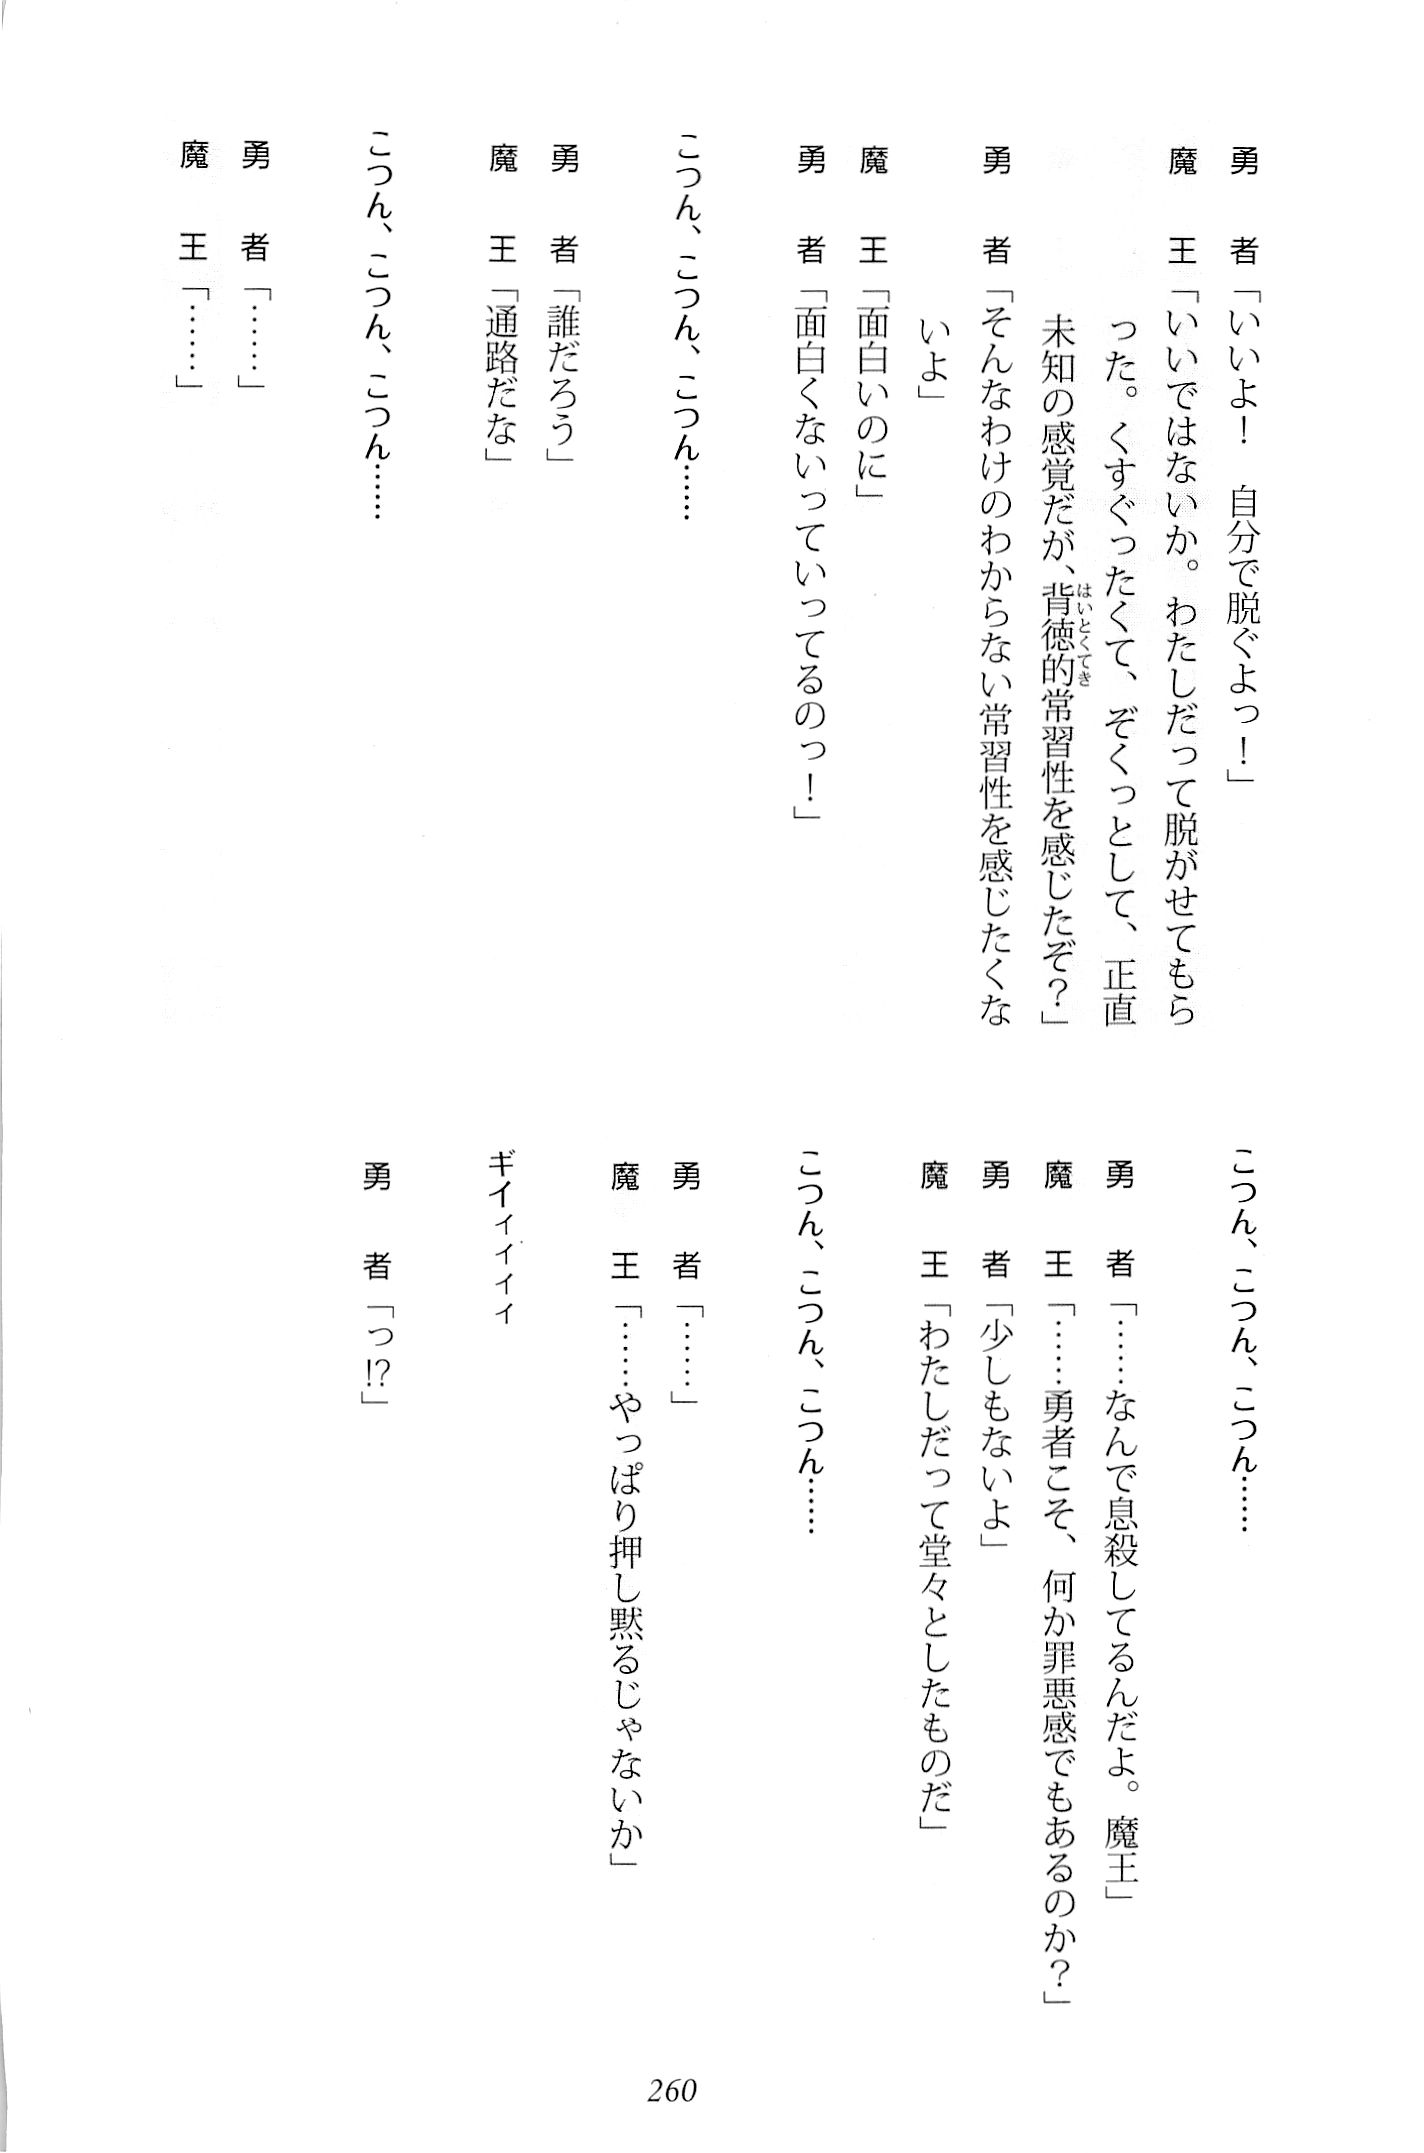 勇　者「いいよ！　自分で脱ぐよっ！」
魔　王「いいではないか。わたしだって脱がせてもら
った。くすぐったくて、ぞくっとして、正直
未知の感覚だが、背徳的常習性を感じたぞ？」
はいとくてき
勇　者「そんなわけのわからない常習性を感じたくな
いよ」
魔　王「面白いのに」
勇　者「面白くないっていってるのっ！」
こつん、こつん、こつん……
勇　者「誰だろう」
魔　王「通路だな」
こつん、こつん、こつん……
勇　者「……」
魔　王「……」
こつん、こつん、こつん……
勇　者「……なんで息殺してるんだよ。魔王」
魔　王「……勇者こそ、何か罪悪感でもあるのか？」
勇　者「少しもないよ」
魔　王「わたしだって堂々としたものだ」
こつん、こつん、こつん……
勇　者「……」
魔　王「……やっぱり押し黙るじゃないか」
ギイィィィィ
勇　者「っ!?」
260